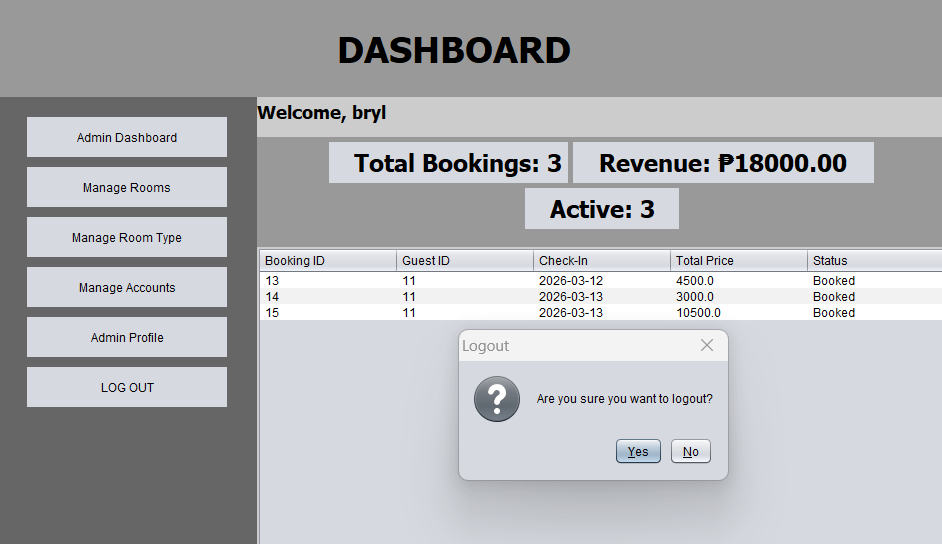 DASHBOARD
Welcome, bryl
Admin Dashboard
Manage Rooms
Manage Room Type
Manage Accounts
Admin Profile
LOG OUT
Total Bookings: 3 Revenue: ₱18000.00
Active: 3
Booking ID Guest ID Check-In Total Price Status
13 11 2026-03-12 4500.0 Booked
14 11 2026-03-13 3000.0 Booked
15 11 2026-03-13 10500.0 Booked
Logout
?
Are you sure you want to logout?
Yes No